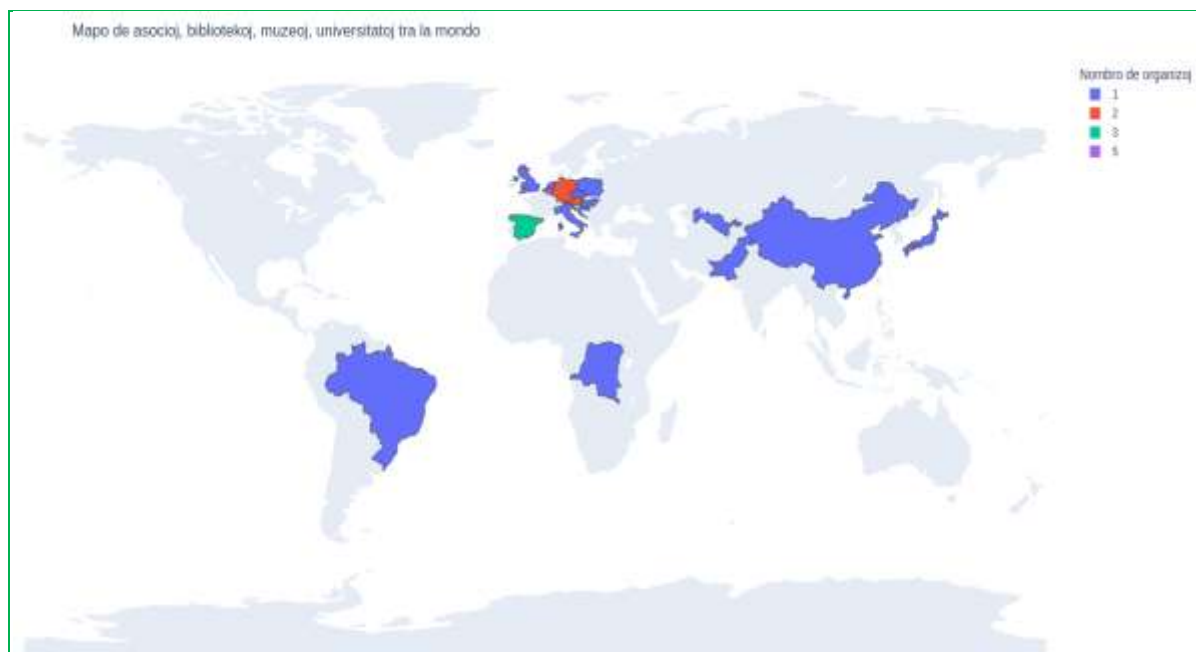 Mapo de asocioj, bibliotekoj, muzeoj, universitatoj tra la mondo
Nombro de organizoj
1
2
3
5